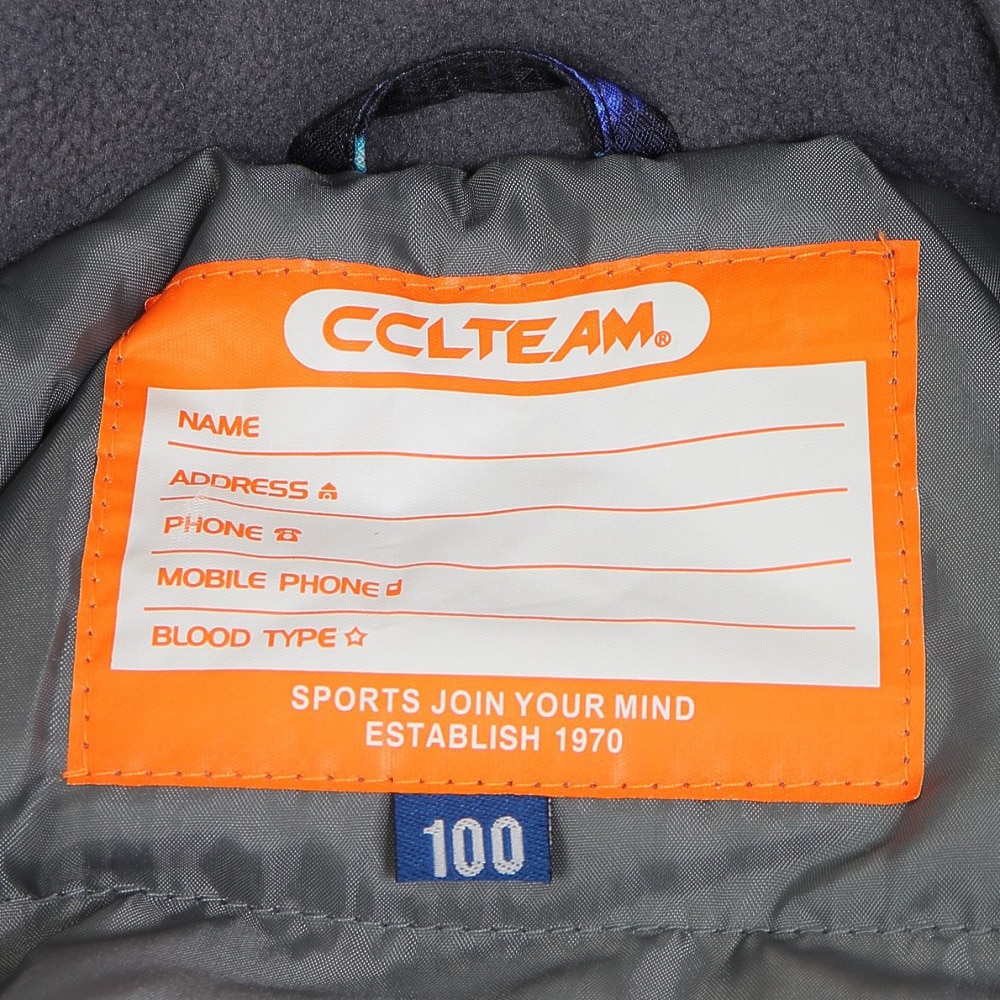 CCLTEAM®
NAME
ADDRESS
PHONE
MOBILE PHONE
BLOOD TYPE
SPORTS JOIN YOUR MIND
ESTABLISH 1970
100